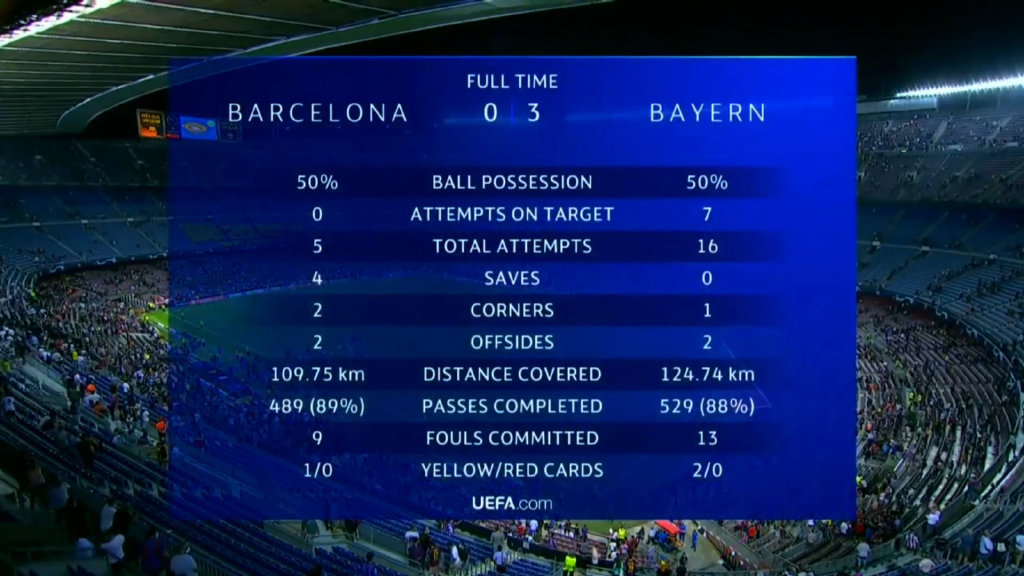 FULL TIME
BARCELONA 0 3 BAYERN
50% BALL POSSESSION 50%
0 ATTEMPTS ON TARGET 7
5 TOTAL ATTEMPTS 16
4 SAVES 0
2 CORNERS 1
2 OFFSIDES 2
109.75 km DISTANCE COVERED 124.74 km
489 (89%) PASSES COMPLETED 529 (88%)
9 FOULS COMMITTED 13
1/0 YELLOW/RED CARDS 2/0
UEFA.com